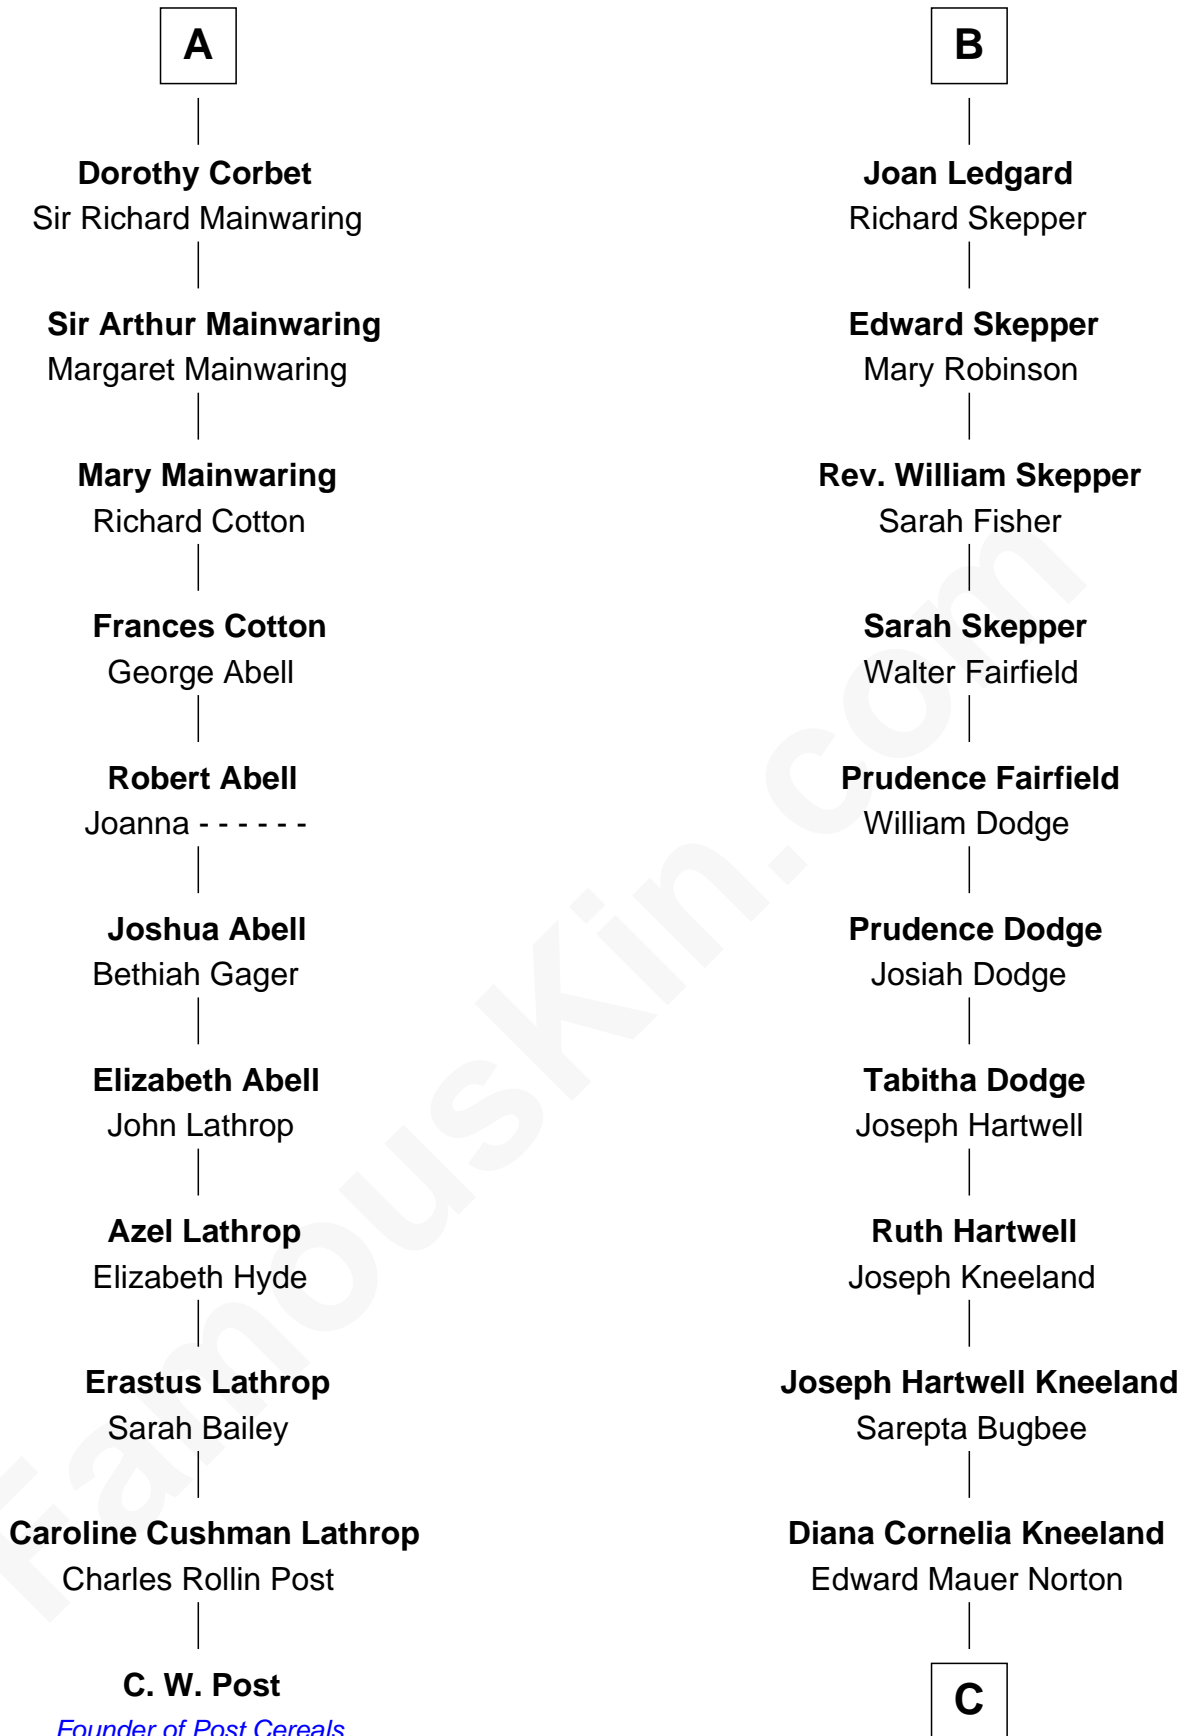 A
Dorothy Corbet
Sir Richard Mainwaring
Sir Arthur Mainwaring
Margaret Mainwaring
Mary Mainwaring
Richard Cotton
Frances Cotton
George Abell
Robert Abell
Joanna - - - - - -
Joshua Abell
Bethiah Gager
Elizabeth Abell
John Lathrop
Azel Lathrop
Elizabeth Hyde
Erastus Lathrop
Sarah Bailey
Caroline Cushman Lathrop
Charles Rollin Post
C. W. Post
Founder of Post Cereals
B
Joan Ledgard
Richard Skepper
Edward Skepper
Mary Robinson
Rev. William Skepper
Sarah Fisher
Sarah Skepper
Walter Fairfield
Prudence Fairfield
William Dodge
Prudence Dodge
Josiah Dodge
Tabitha Dodge
Joseph Hartwell
Ruth Hartwell
Joseph Kneeland
Joseph Hartwell Kneeland
Sarepta Bugbee
Diana Cornelia Kneeland
Edward Mauer Norton
C
FamousKin.com